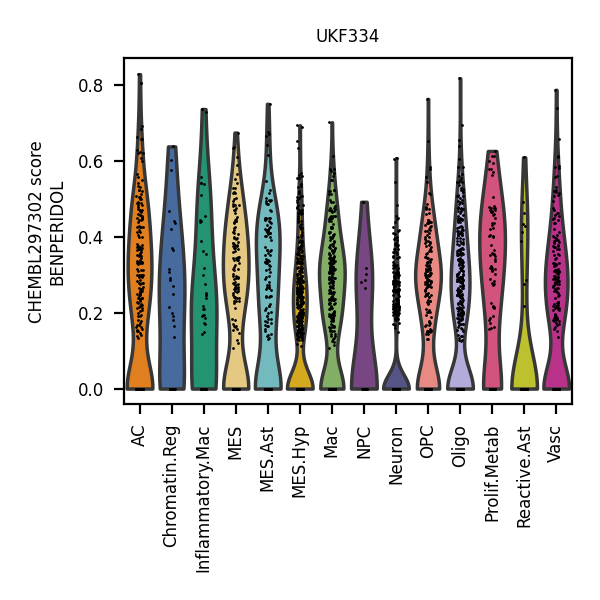 UKF334
CHEMBL297302 score
BENPERIDOL
0.8
0.6
0.4
0.2
0.0
AC
Chromatin.Reg
Inflammatory.Mac
MES
MES.Ast
MES.Hyp
Mac
NPC
Neuron
OPC
Oligo
Prolif.Metab
Reactive.Ast
Vasc